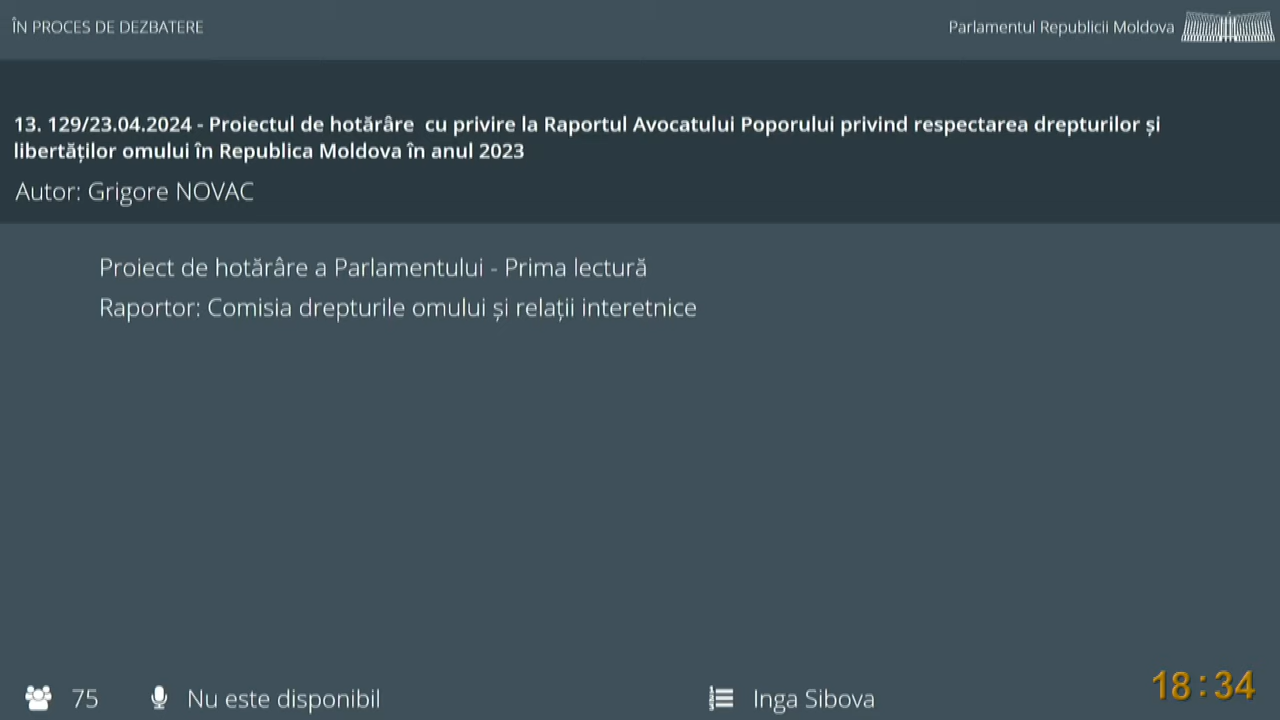 ÎN PROCES DE DEZBATERE
Parlamentul Republicii Moldova
13. 129/23.04.2024 - Proiectul de hotărâre cu privire la Raportul Avocatului Poporului privind respectarea drepturilor și
libertăților omului în Republica Moldova în anul 2023
Autor: Grigore NOVAC
Proiect de hotărâre a Parlamentului - Prima lectură
Raportor: Comisia drepturile omului și relații interetnice
75
Nu este disponibil
Inga Sibova
18:34